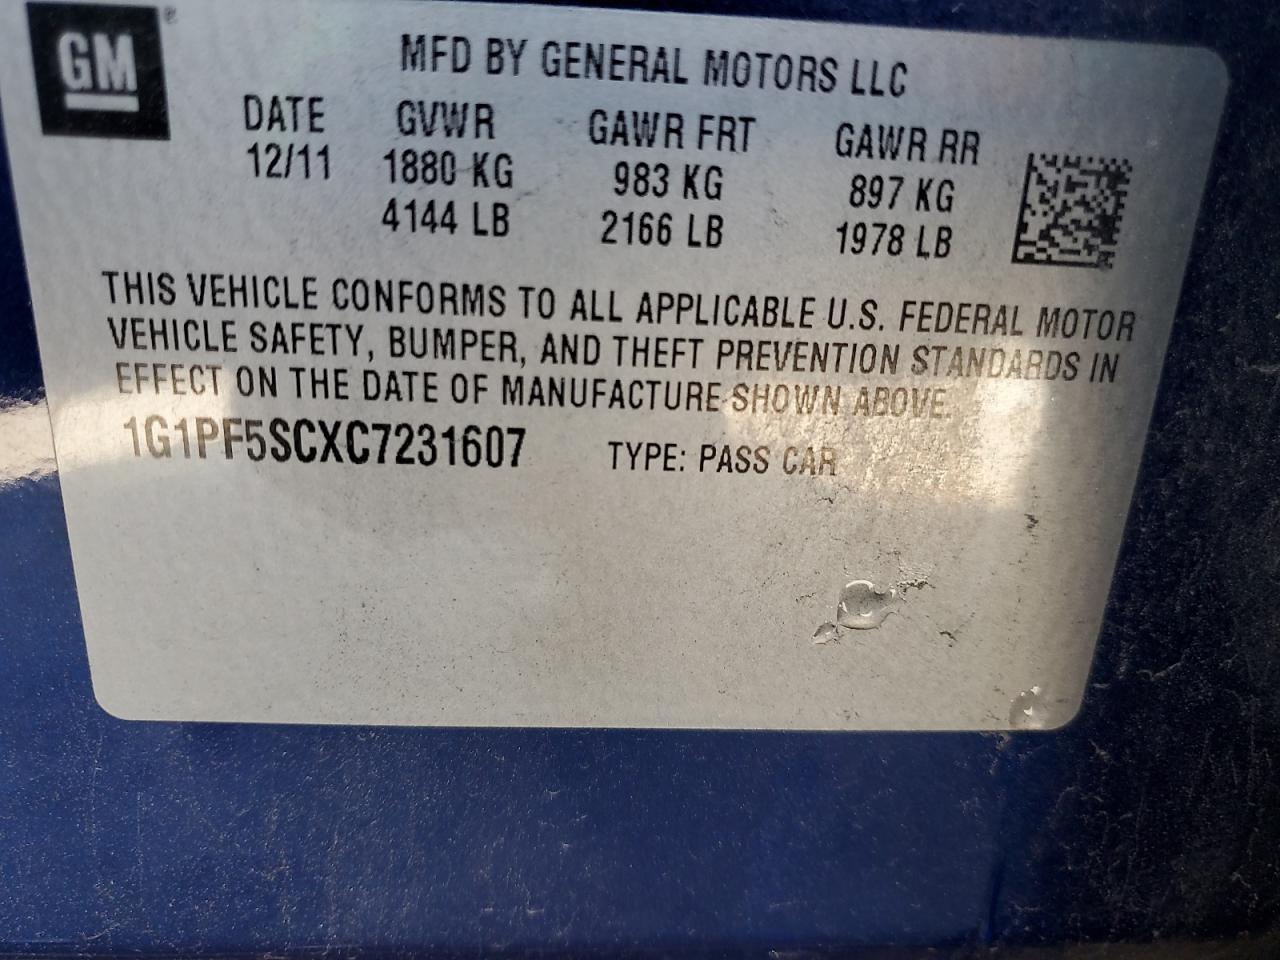 GM®
MFD BY GENERAL MOTORS LLC
DATE GVWR GAWR FRT GAWR RR
12/11 1880 KG 983 KG 897 KG
4144 LB 2166 LB 1978 LB
THIS VEHICLE CONFORMS TO ALL APPLICABLE U.S. FEDERAL MOTOR
VEHICLE SAFETY, BUMPER, AND THEFT PREVENTION STANDARDS IN
EFFECT ON THE DATE OF MANUFACTURE SHOWN ABOVE.
1G1PF5SCXC7231607 TYPE: PASS CAR